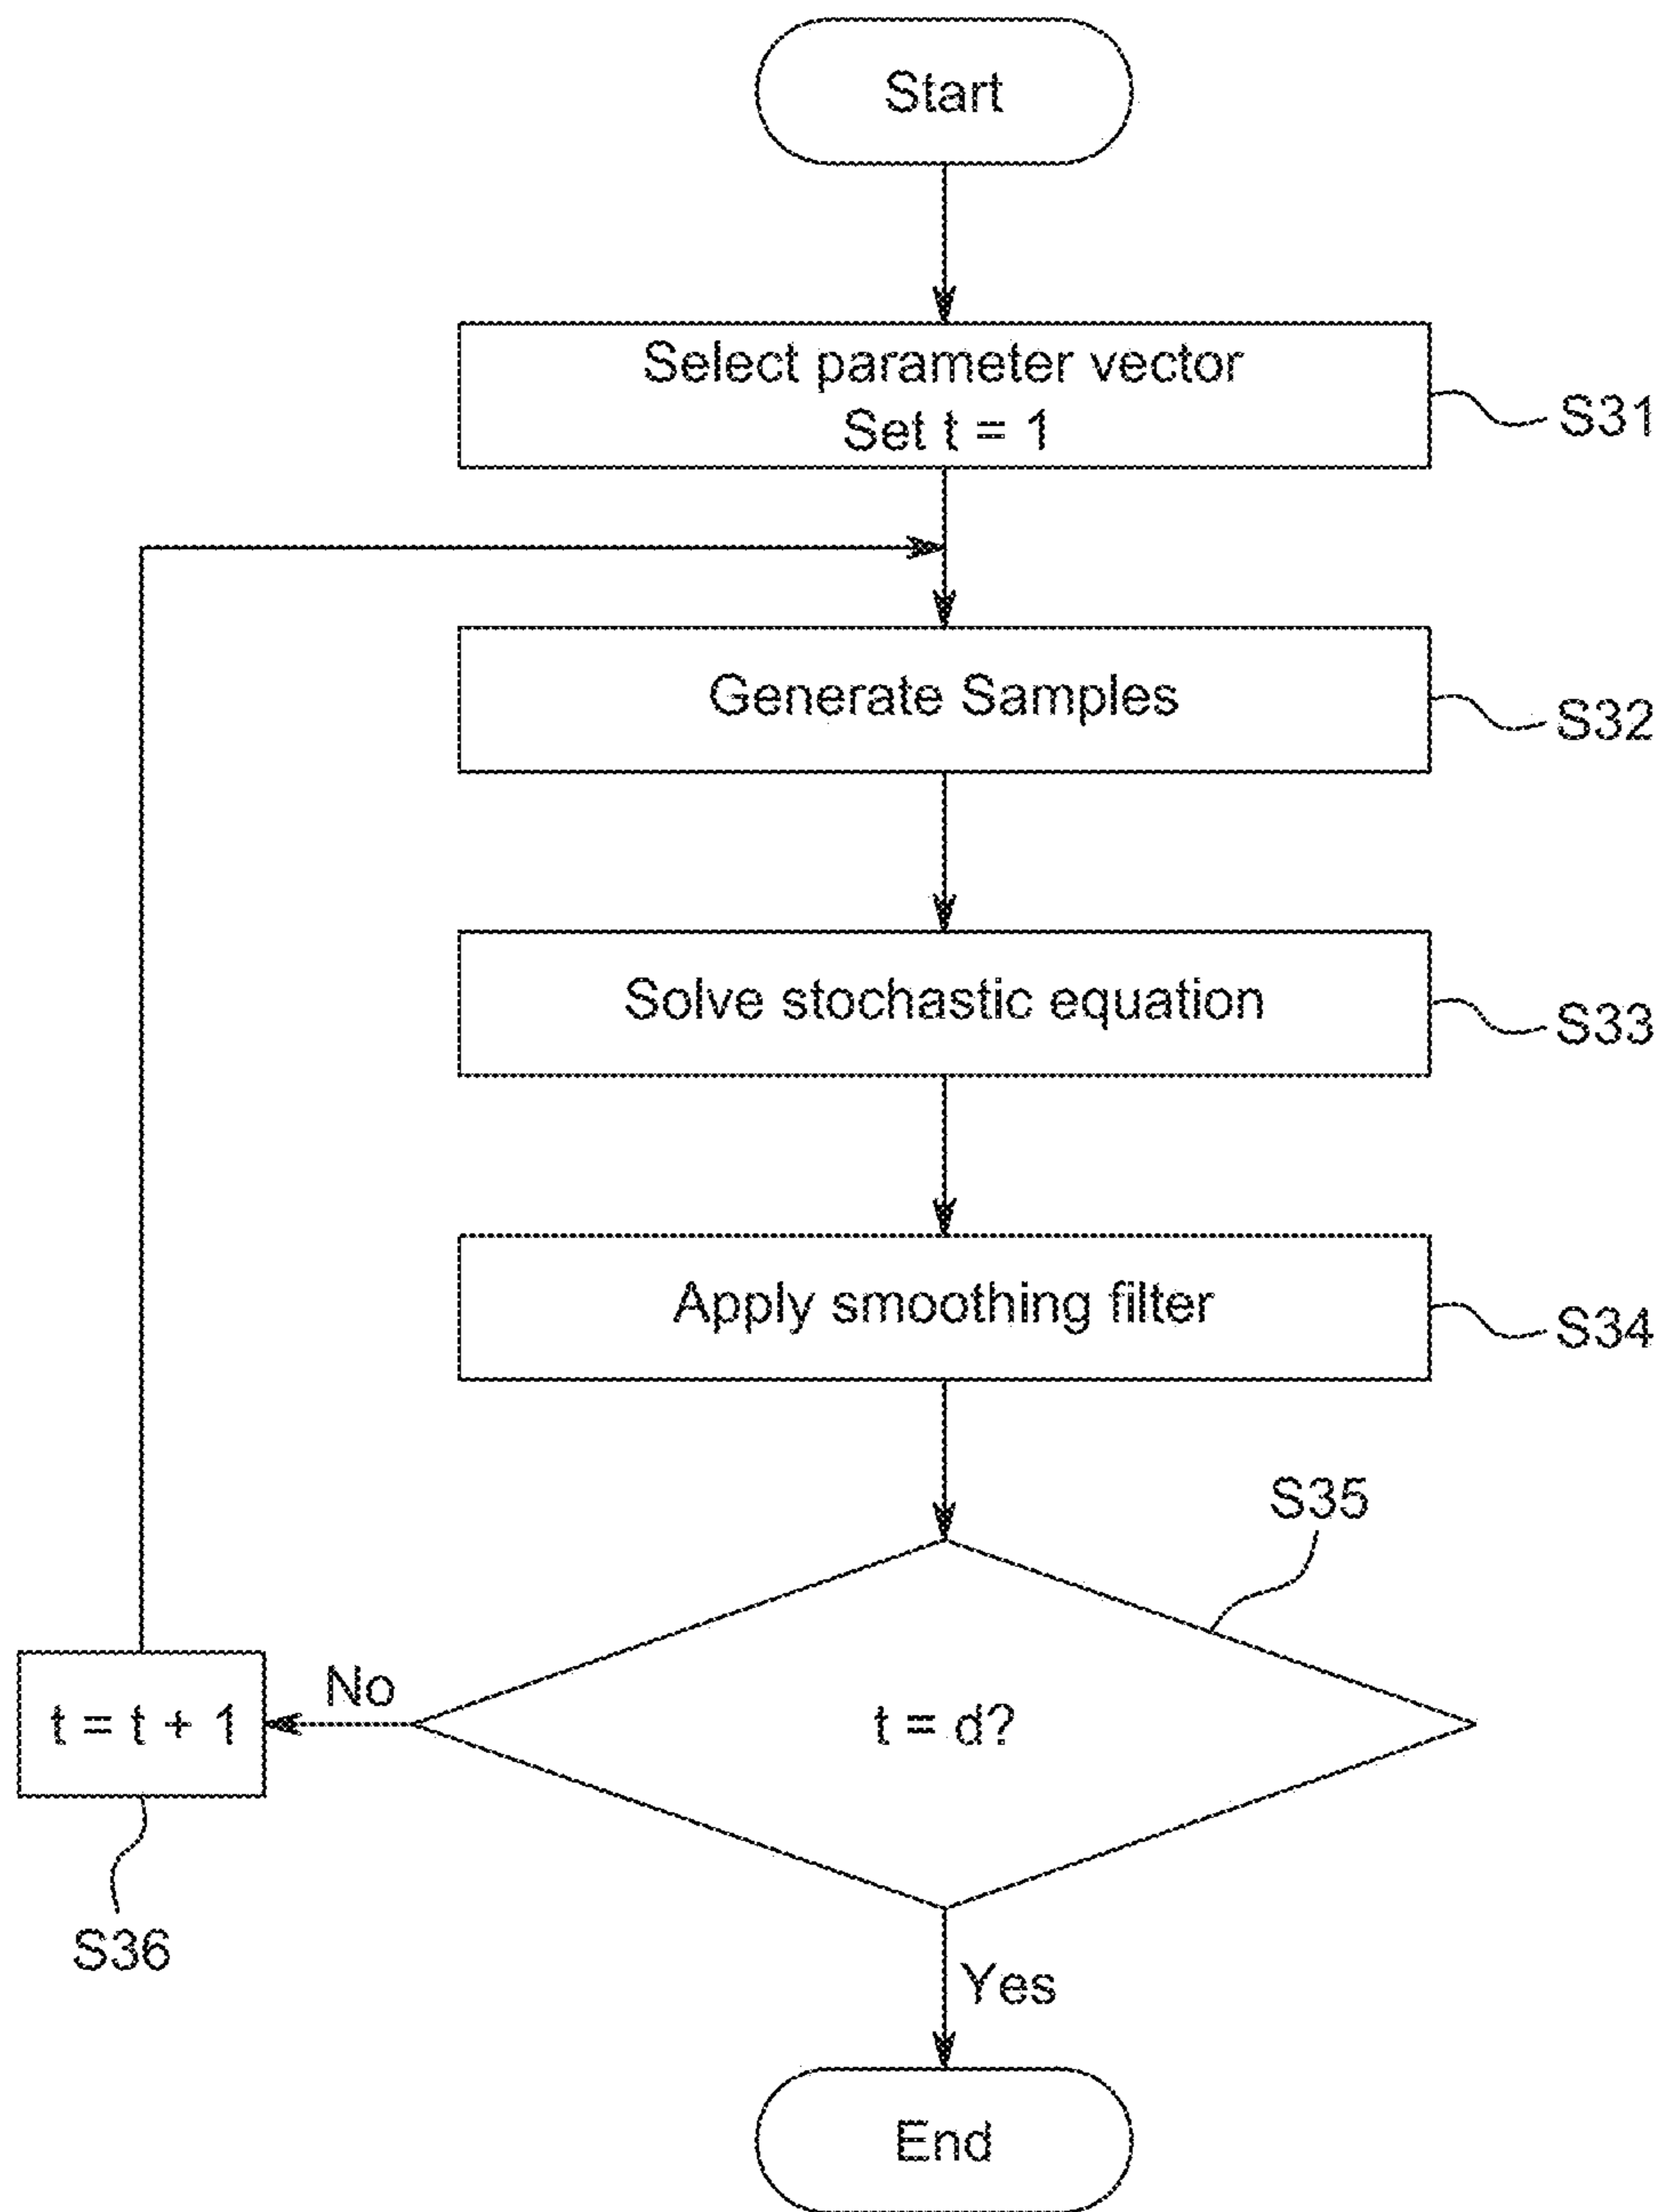 Start
Select parameter vector
Set t = 1
S31
Generate Samples
S32
Solve stochastic equation
S33
Apply smoothing filter
S34
S35
t = d?
No
t = t + 1
S36
Yes
End